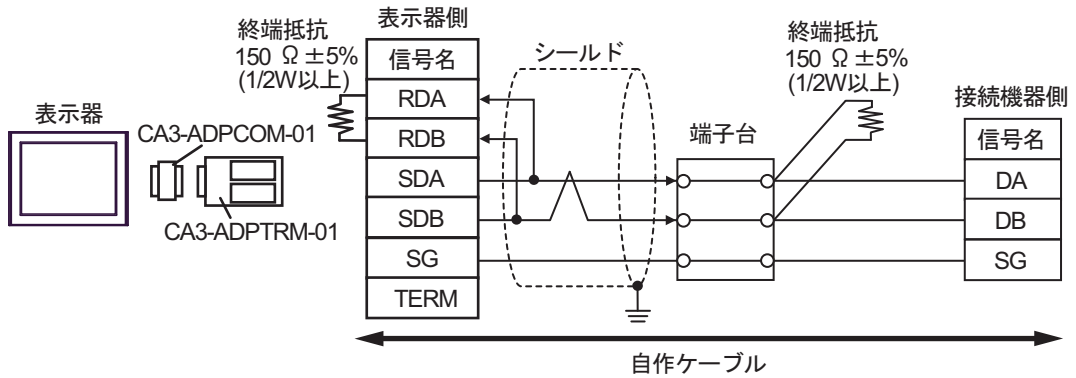 表示器側
終端抵抗
150 Ω ±5%
(1/2W以上)
信号名
RDA
RDB
SDA
SDB
SG
TERM
シールド
表示器
CA3-ADPCOM-01
CA3-ADPTRM-01
端子台
終端抵抗
150 Ω ±5%
(1/2W以上)
接続機器側
信号名
DA
DB
SG
自作ケーブル